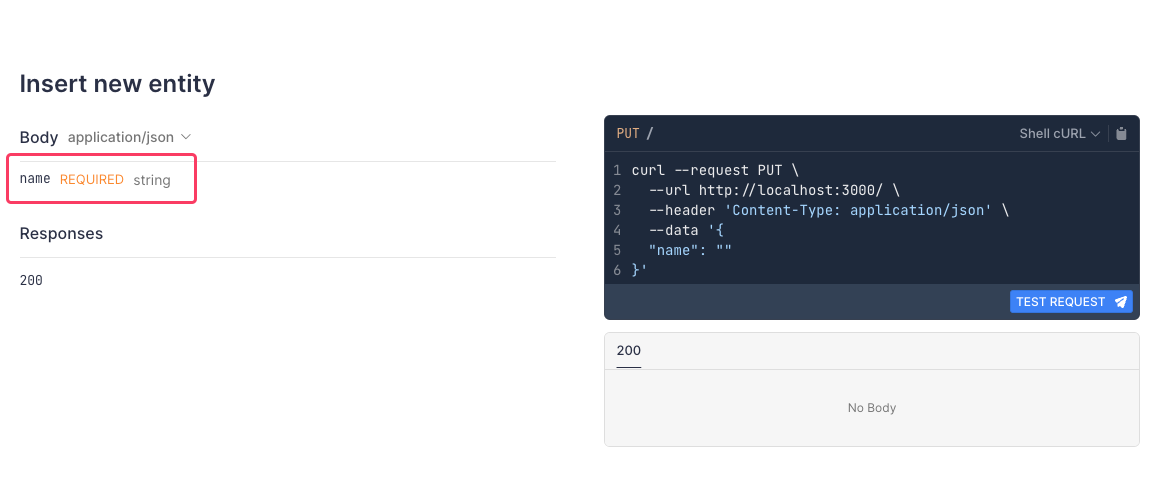 Insert new entity
Body application/json
name REQUIRED string
Responses
200
PUT / Shell cURL
1 curl --request PUT \
2 --url http://localhost:3000/ \
3 --header 'Content-Type: application/json' \
4 --data '{
5 "name": ""
6 }'
TEST REQUEST
200
No Body